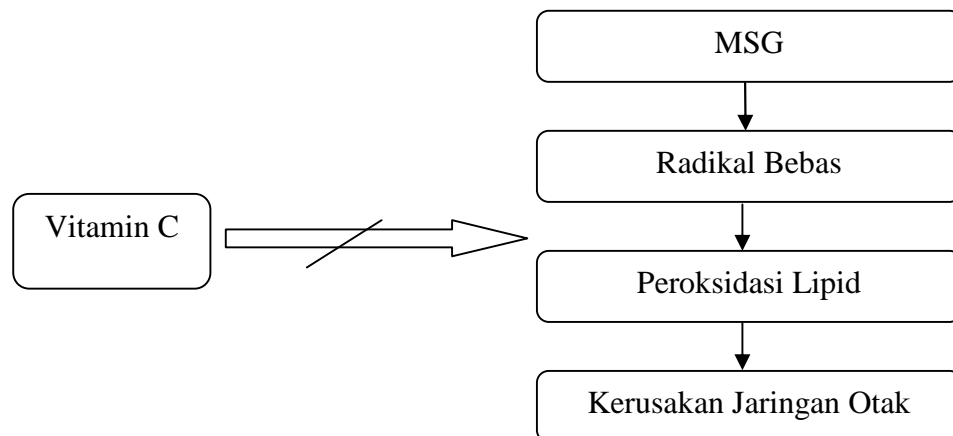 MSG
Radikal Bebas
Vitamin C
Peroksidasi Lipid
Kerusakan Jaringan Otak